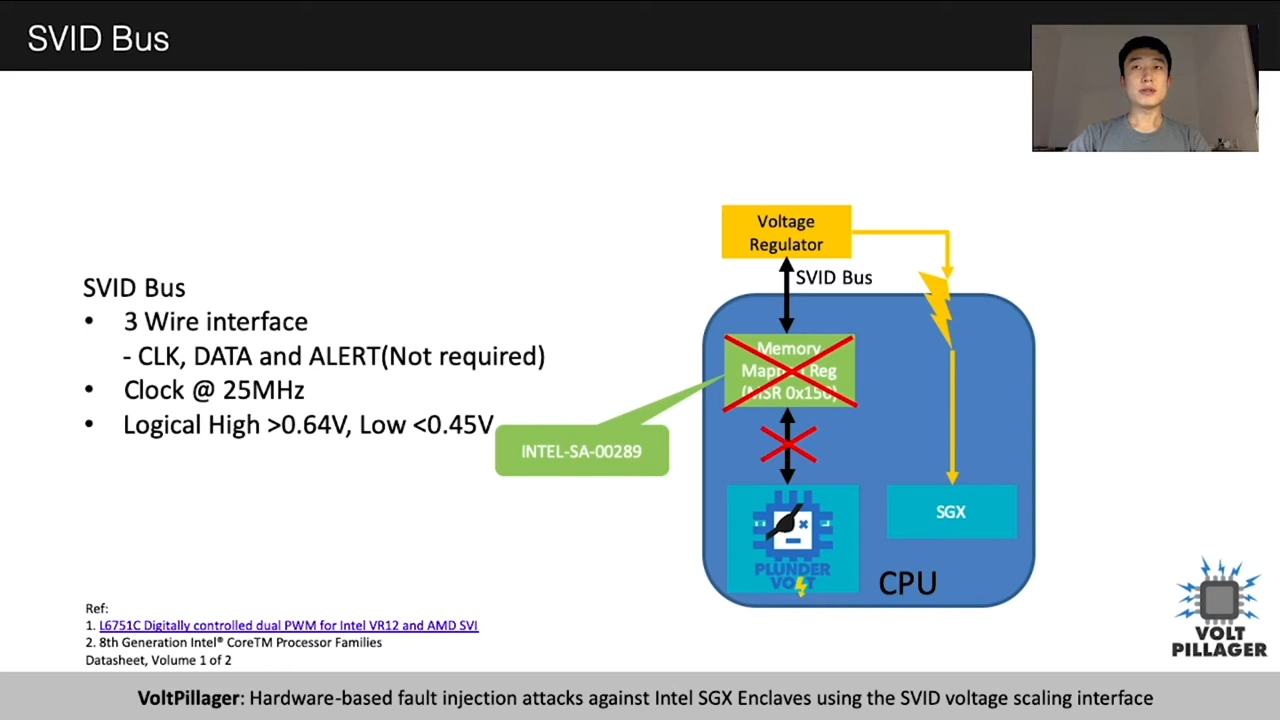 SVID Bus
Voltage
Regulator
SVID Bus
SVID Bus
• 3 Wire interface
- CLK, DATA and ALERT(Not required)
• Clock @ 25MHz
• Logical High >0.64V, Low <0.45V
Memory
Mapped Reg
(MSR 0x150)
INTEL-SA-00289
SGX
PLUNDER
VOLT
CPU
Ref:
1. L6751C Digitally controlled dual PWM for Intel VR12 and AMD SVI
2. 8th Generation Intel® CoreTM Processor Families
Datasheet, Volume 1 of 2
VOLT
PILLAGER
VoltPillager: Hardware-based fault injection attacks against Intel SGX Enclaves using the SVID voltage scaling interface